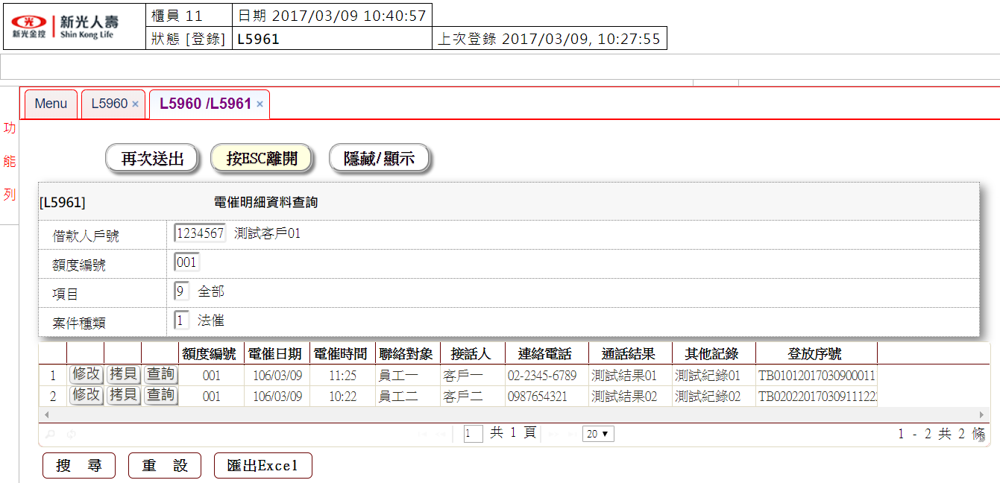 新光金控 新光人壽 Shin Kong Life
櫃員 11 日期 2017/03/09 10:40:57
狀態 [登錄] L5961 上次登錄 2017/03/09, 10:27:55
Menu L5960 × L5960 /L5961 ×
功
能
列
再次送出 按ESC離開 隱藏/顯示
[L5961] 電催明細資料查詢
借款人戶號 1234567 測試客戶01
額度編號 001
項目 9 全部
案件種類 1 法催
額度編號 電催日期 電催時間 聯絡對象 接話人 連絡電話 通話結果 其他記錄 登放序號
1 修改 拷貝 查詢 001 106/03/09 11:25 員工一 客戶一 02-2345-6789 測試結果01 測試紀錄01 TB01012017030900011
2 修改 拷貝 查詢 001 106/03/09 10:22 員工二 客戶二 0987654321 測試結果02 測試紀錄02 TB0202201703091112
1 共 1 頁 20 ▼ 1 - 2 共 2 條
搜 尋 重 設 匯出Excel